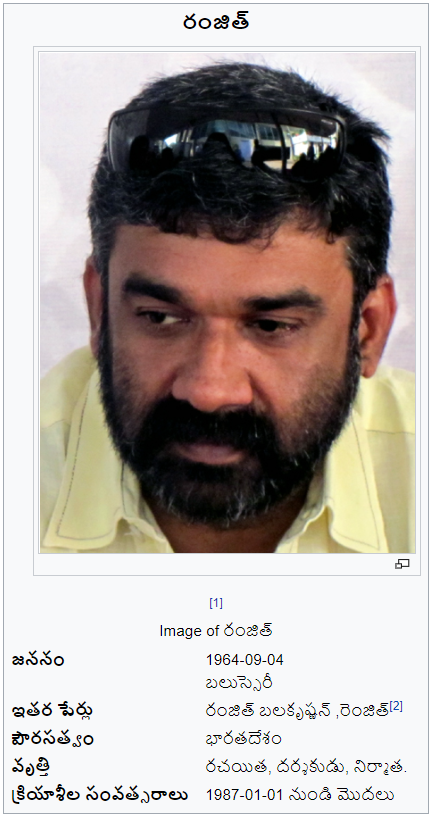 రంజిత్
[1]
Image of రంజిత్
జననం 1964-09-04
బలుస్సెరీ
ఇతర పేర్లు రంజిత్ బలకృష్ణన్ ,రెంజిత్[2]
పౌరసత్వం భారతదేశం
వృత్తి రచయిత, దర్శకుడు, నిర్మాత.
క్రియాశీల సంవత్సరాలు 1987-01-01 నుండి మొదలు